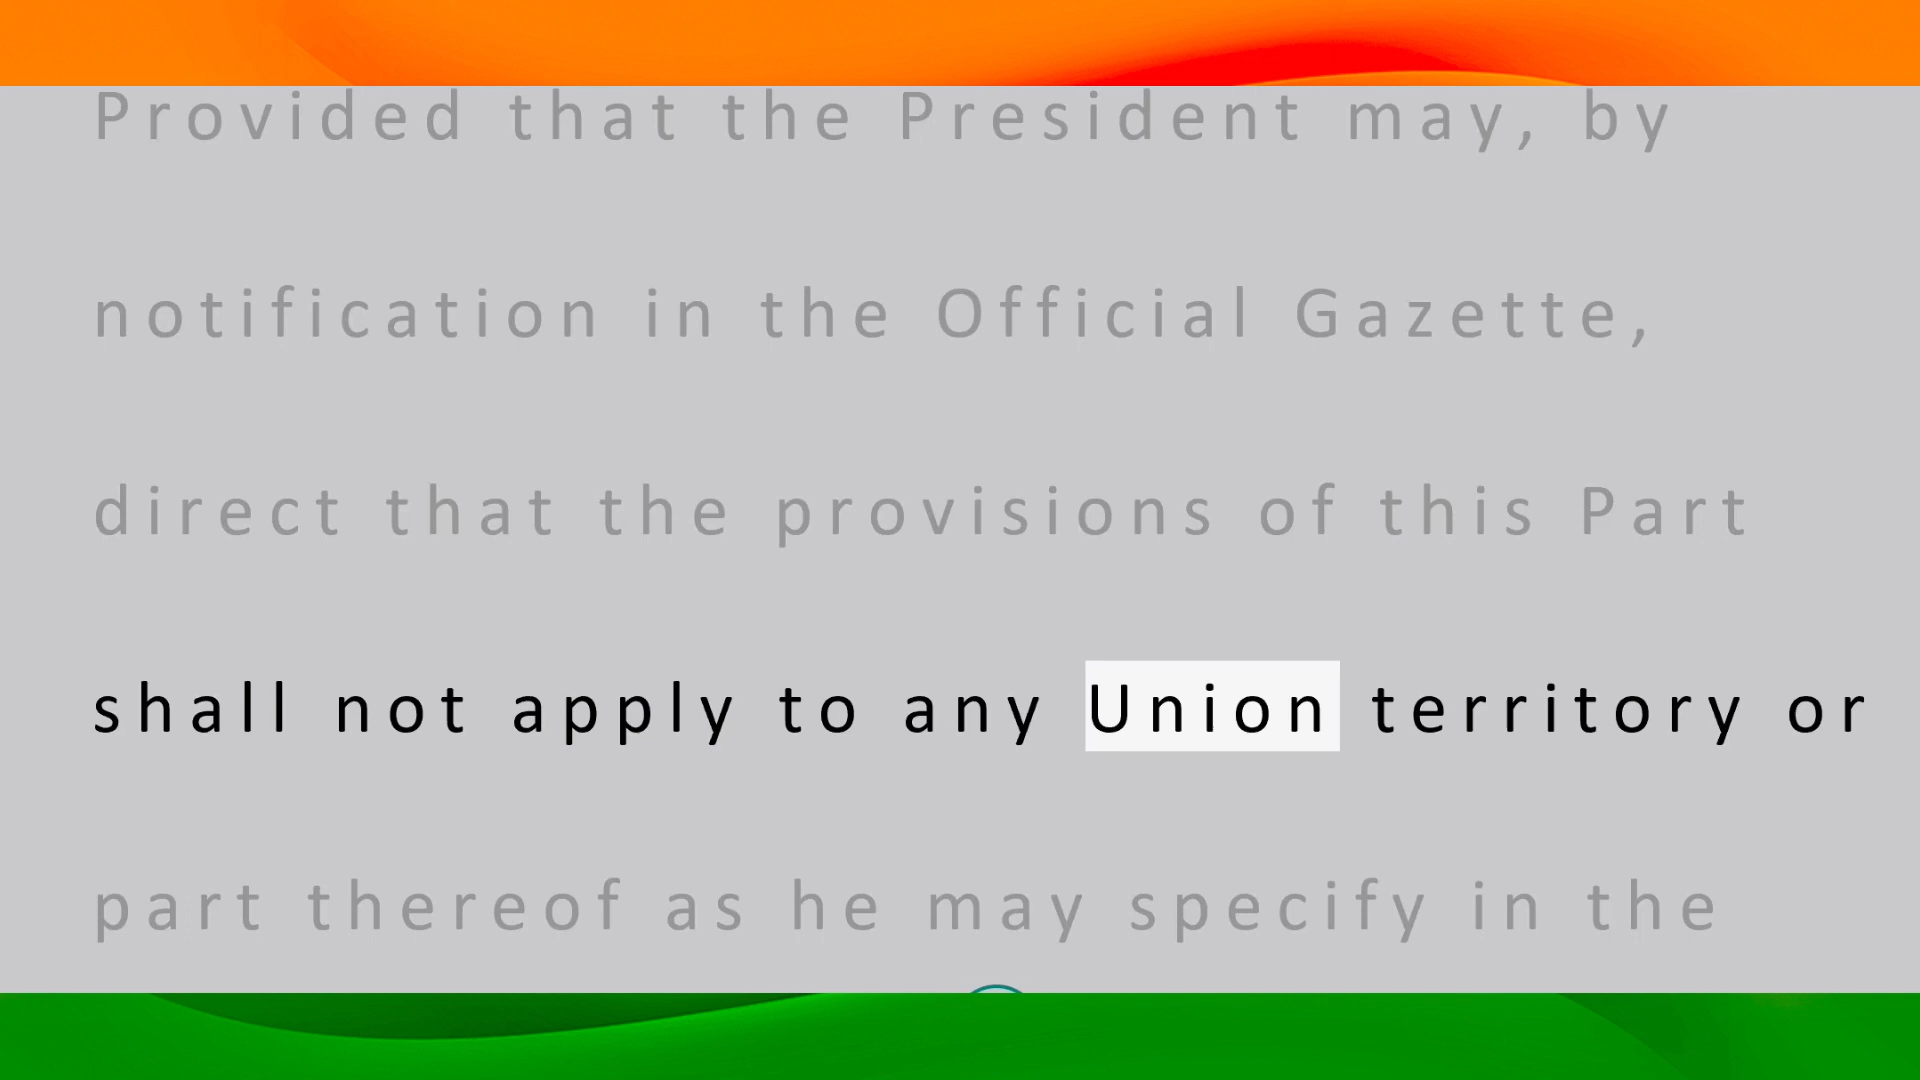 Provided that the President may, by
notification in the Official Gazette,
direct that the provisions of this Part
shall not apply to any Union territory or
part thereof as he may specify in the